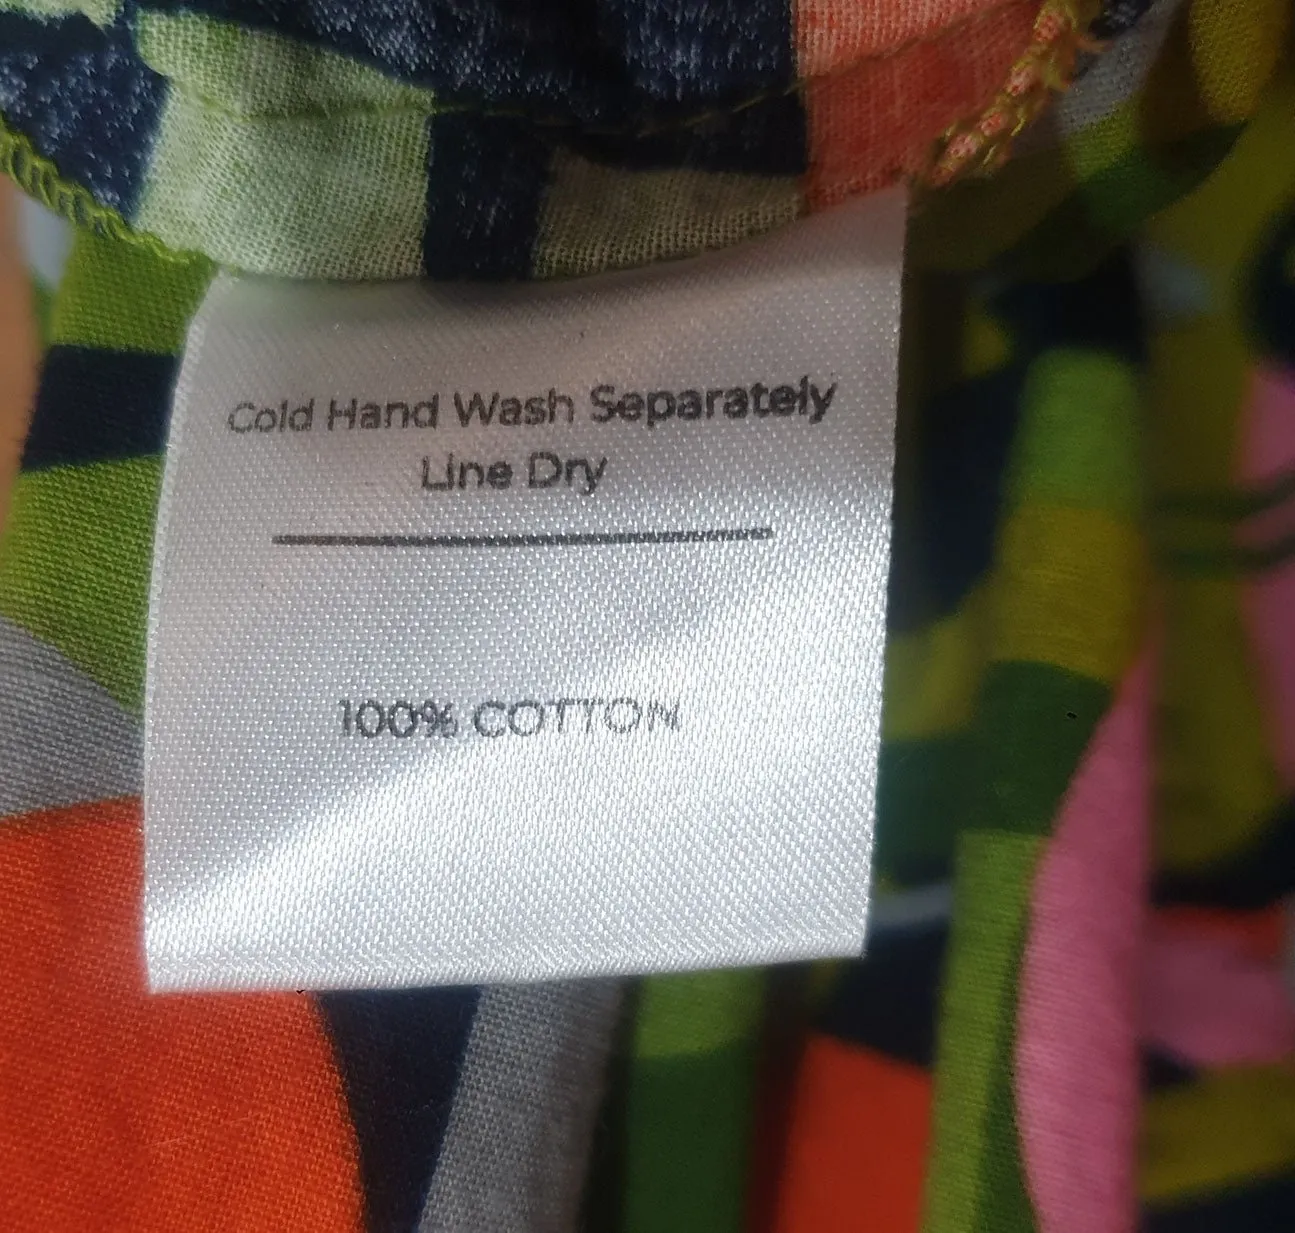 Cold Hand Wash Separately
Line Dry
100% COTTON